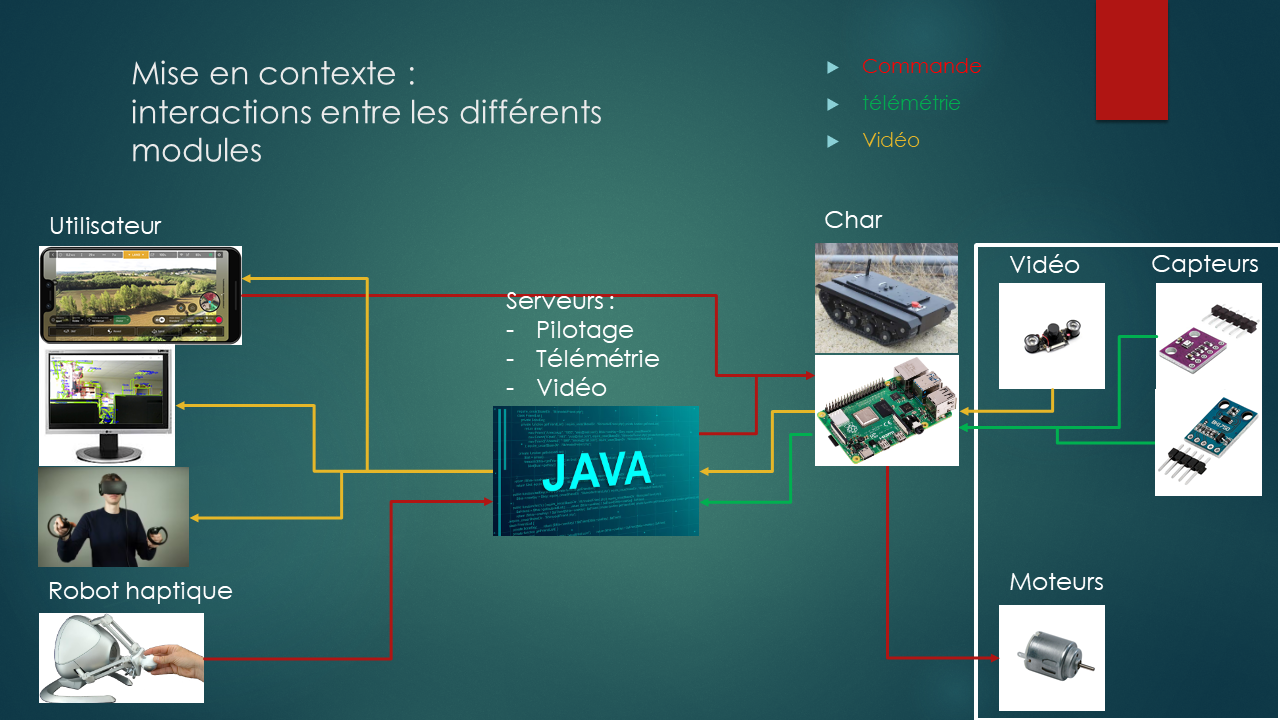 Mise en contexte :
interactions entre les différents
modules
Commande
télémétrie
Vidéo
Utilisateur
Robot haptique
Serveurs :
- Pilotage
- Télémétrie
- Vidéo
JAVA
Char
Vidéo
Capteurs
Moteurs